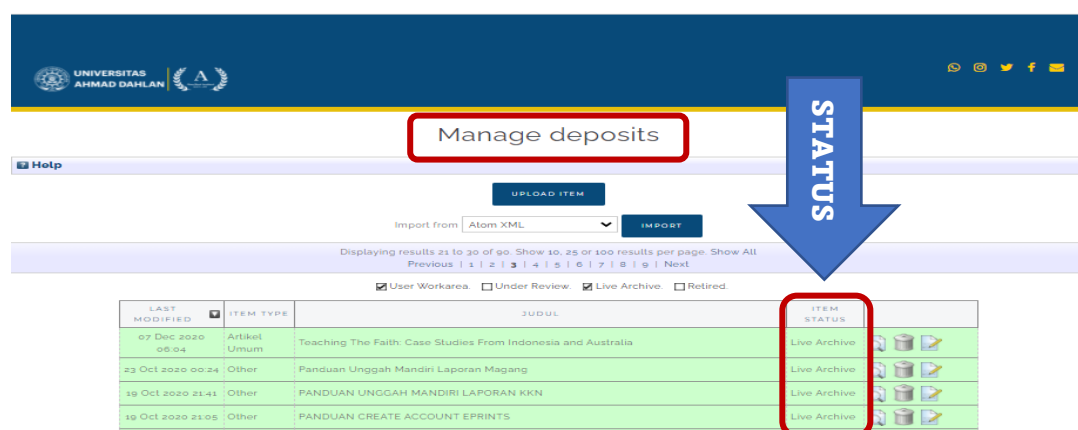 UNIVERSITAS
AHMAD DAHLAN
A
STATUS
Manage deposits
Help
UPLOAD ITEM
Import from Atom XML IMPORT
Displaying results 21 to 30 of 90. Show 10, 25 or 100 results per page. Show All
Previous | 1 | 2 | 3 | 4 | 5 | 6 | 7 | 8 | 9 | Next
User Workarea. Under Review. Live Archive. Retired.
LAST MODIFIED ITEM TYPE JUDUL ITEM STATUS
07 Dec 2020 06:04 Artikel Umum Teaching The Faith: Case Studies From Indonesia and Australia Live Archive
23 Oct 2020 00:24 Other Panduan Unggah Mandiri Laporan Magang Live Archive
19 Oct 2020 21:41 Other PANDUAN UNGGAH MANDIRI LAPORAN KKN Live Archive
19 Oct 2020 21:05 Other PANDUAN CREATE ACCOUNT EPRINTS Live Archive